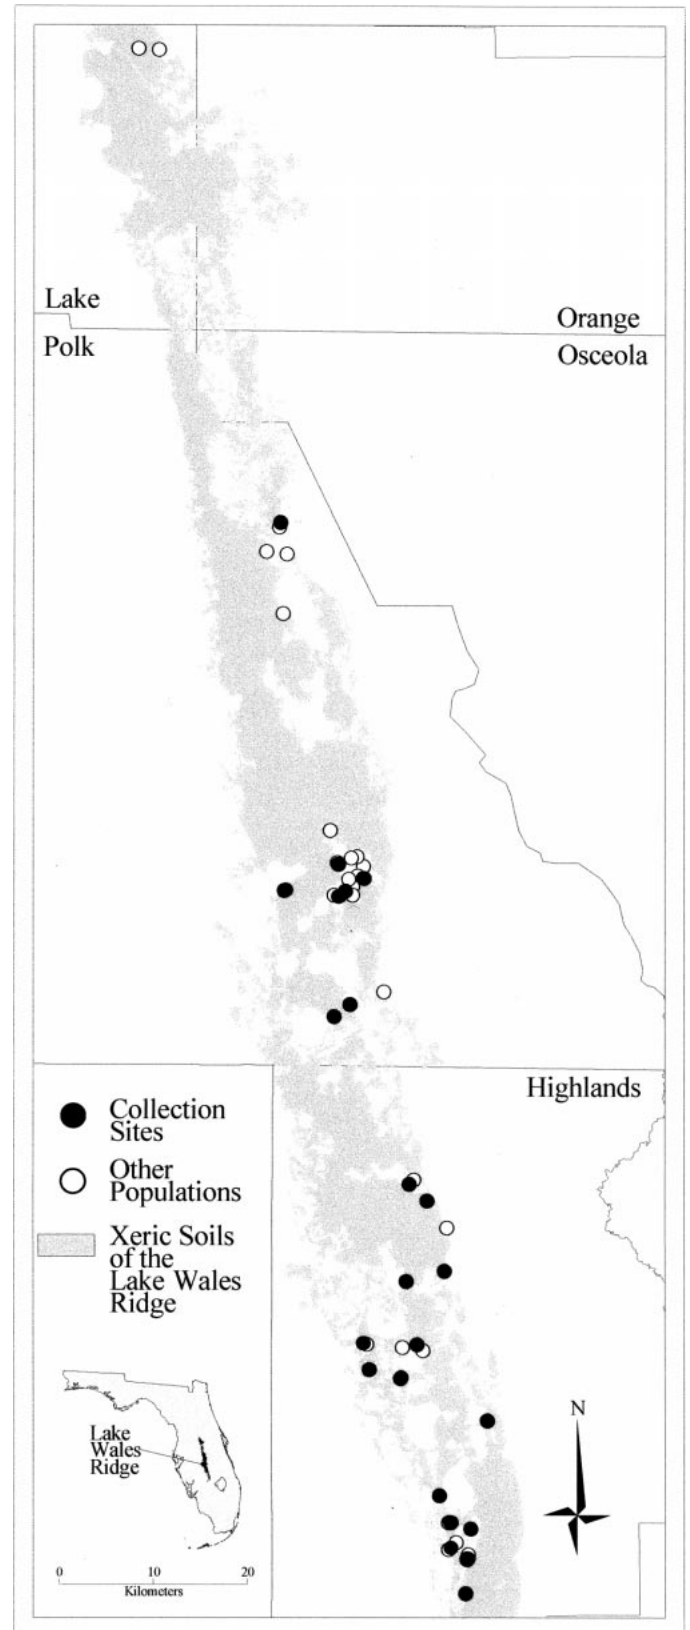 Lake
Orange
Polk
Osceola
Highlands
Collection
Sites
Other
Populations
Xeric Soils
of the
Lake Wales
Ridge
Lake
Wales
Ridge
N
0 10 20
Kilometers